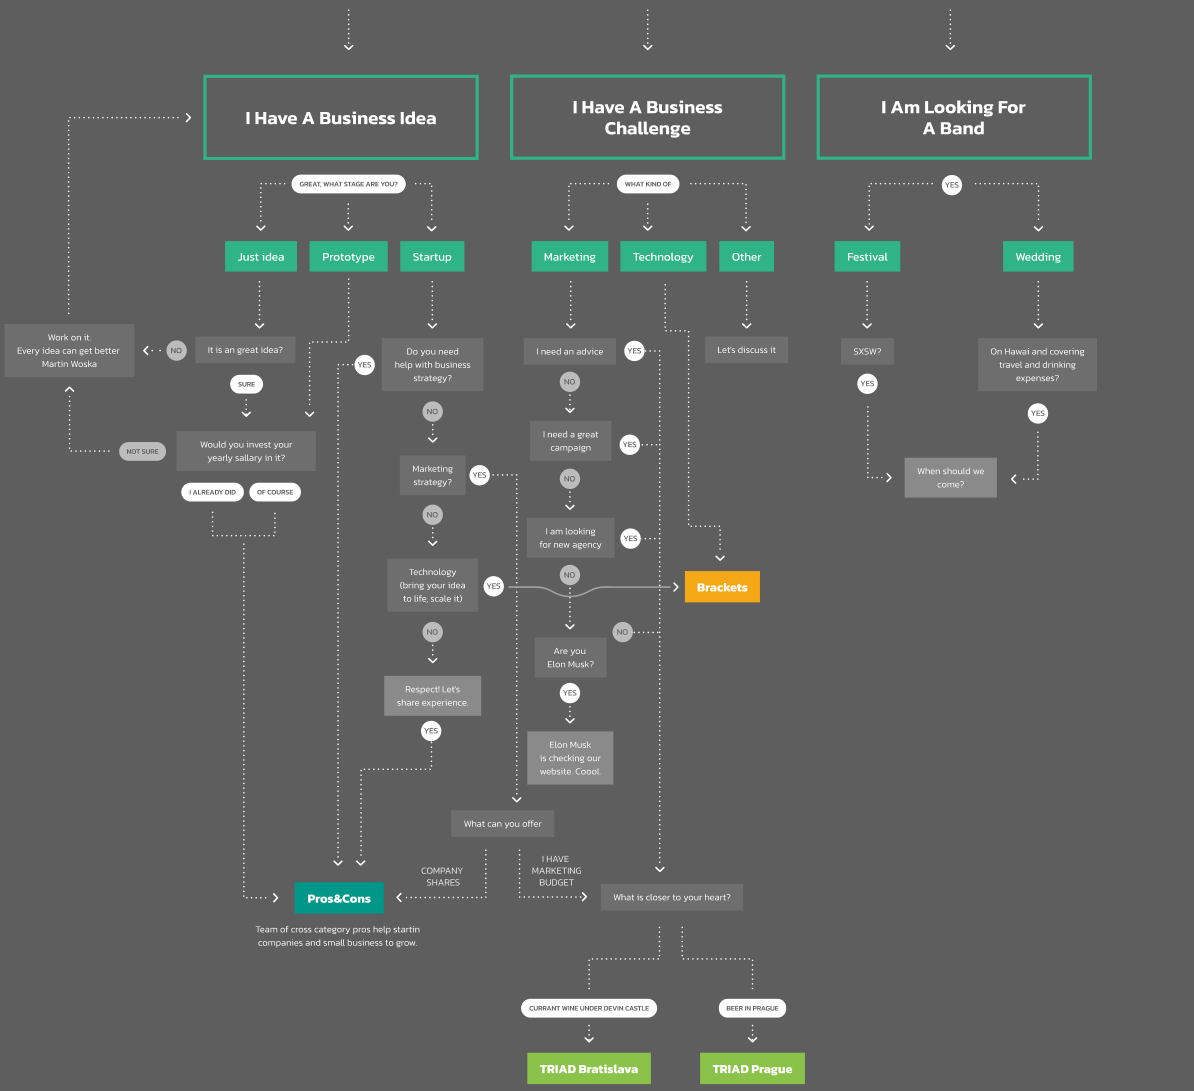 I Have A Business Idea
I Have A Business
Challenge
I Am Looking For
A Band
GREAT, WHAT STAGE ARE YOU?
WHAT KIND OF
YES
Just idea
Prototype
Startup
Marketing
Technology
Other
Festival
Wedding
Work on it.
Every idea can get better
Martin Woska
NO
It is an great idea?
SURE
NOT SURE
Would you invest your
yearly sallary in it?
I ALREADY DID
OF COURSE
YES
Do you need
help with business
strategy?
NO
Marketing
strategy?
YES
NO
Technology
(bring your idea
to life, scale it)
YES
NO
Respect! Let's
share experience.
YES
I need an advice
YES
NO
I need a great
campaign
YES
NO
I am looking
for new agency
YES
NO
Are you
Elon Musk?
NO
YES
Elon Musk
is checking our
website. Coool.
Let's discuss it
Brackets
SXSW?
YES
On Hawai and covering
travel and drinking
expenses?
YES
When should we
come?
What can you offer
COMPANY
SHARES
I HAVE
MARKETING
BUDGET
Pros&Cons
Team of cross category pros help startin
companies and small business to grow.
What is closer to your heart?
CURRANT WINE UNDER DEVIN CASTLE
BEER IN PRAGUE
TRIAD Bratislava
TRIAD Prague